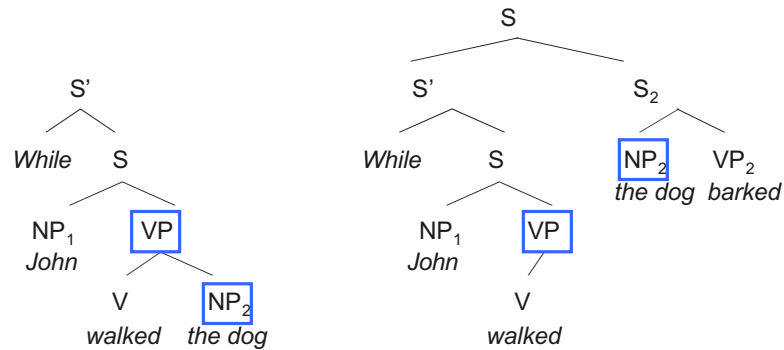 S
S’ S’ S₂
While S While S NP₂ VP₂
the dog barked
NP₁ VP NP₁ VP
John John
V NP₂ V
walked the dog walked